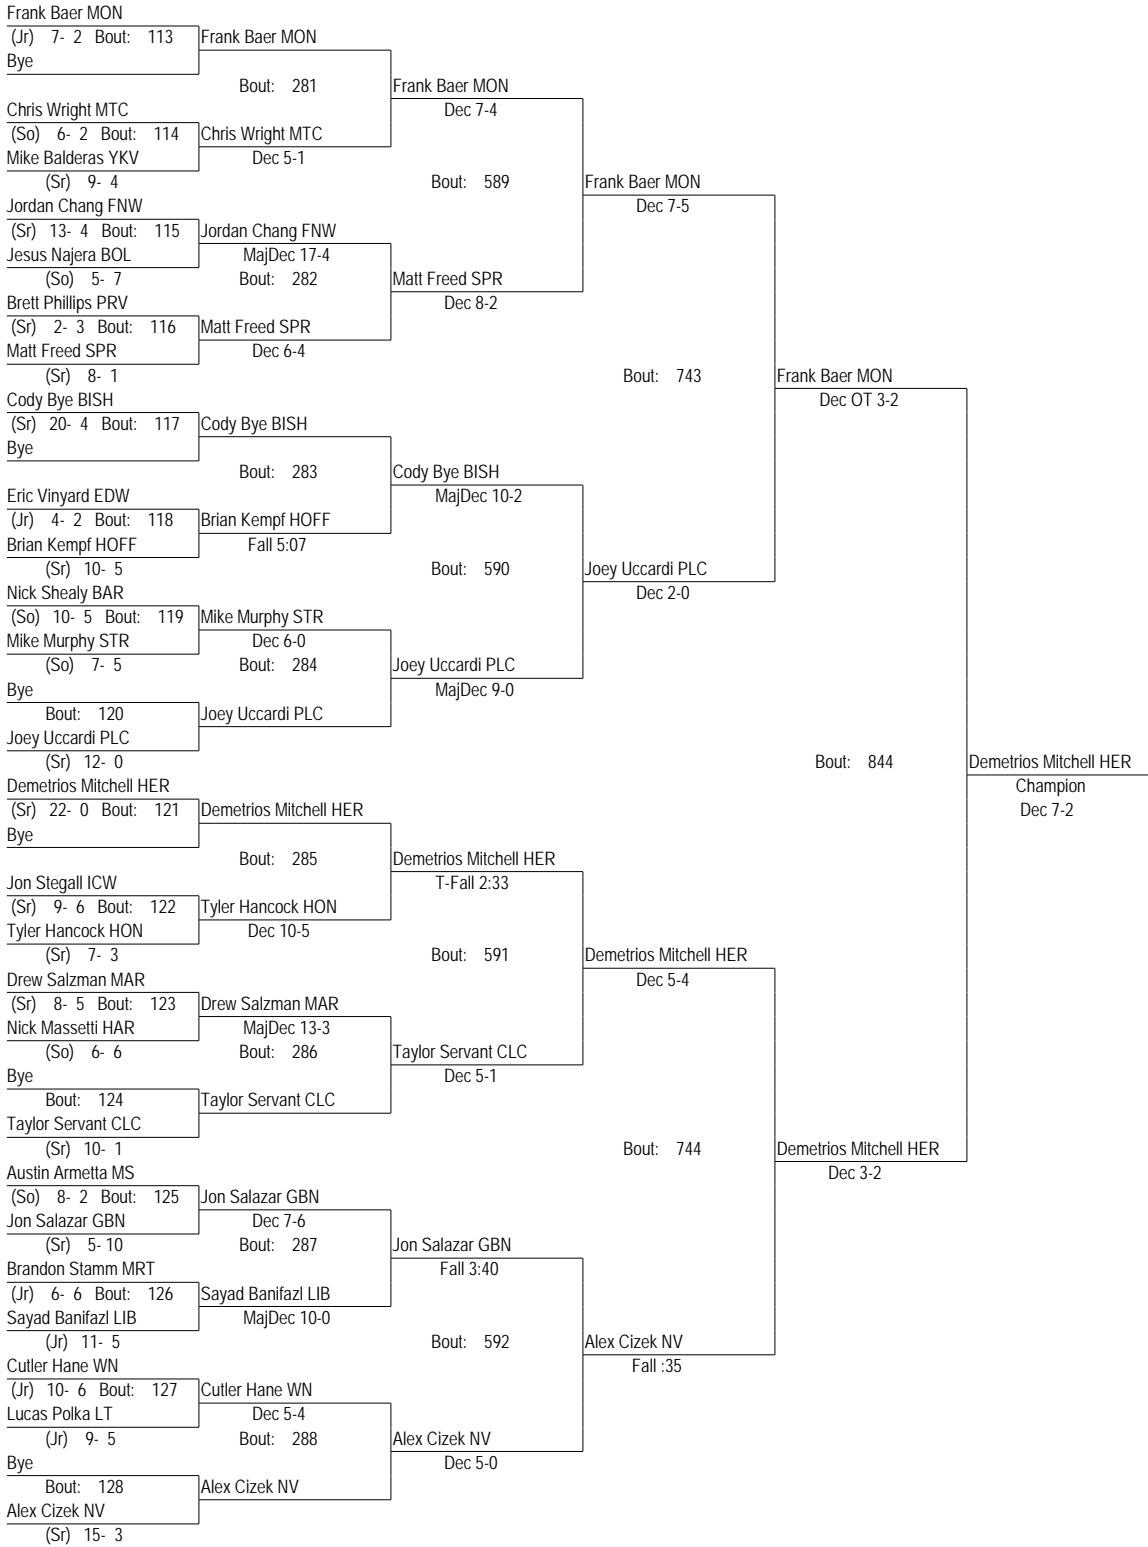 Frank Baer MON
(Jr) 7- 2 Bout: 113 Frank Baer MON
Bye
Bout: 281 Frank Baer MON
Chris Wright MTC Dec 7-4
(So) 6- 2 Bout: 114 Chris Wright MTC
Mike Balderas YKV Dec 5-1
(Sr) 9- 4 Bout: 589 Frank Baer MON
Jordan Chang FNW Dec 7-5
(Sr) 13- 4 Bout: 115 Jordan Chang FNW
Jesus Najera BOL MajDec 17-4
(So) 5- 7 Bout: 282 Matt Freed SPR
Brett Phillips PRV Dec 8-2
(Sr) 2- 3 Bout: 116 Matt Freed SPR
Matt Freed SPR Dec 6-4
(Sr) 8- 1 Bout: 743 Frank Baer MON
Cody Bye BISH Dec OT 3-2
(Sr) 20- 4 Bout: 117 Cody Bye BISH
Bye
Bout: 283 Cody Bye BISH
Eric Vinyard EDW MajDec 10-2
(Jr) 4- 2 Bout: 118 Brian Kempf HOFF
Brian Kempf HOFF Fall 5:07
(Sr) 10- 5 Bout: 590 Joey Uccardi PLC
Nick Shealy BAR Dec 2-0
(So) 10- 5 Bout: 119 Mike Murphy STR
Mike Murphy STR Dec 6-0
(So) 7- 5 Bout: 284 Joey Uccardi PLC
Bye MajDec 9-0
Bout: 120 Joey Uccardi PLC
Joey Uccardi PLC
(Sr) 12- 0 Bout: 844 Demetrios Mitchell HER
Demetrios Mitchell HER Champion
(Sr) 22- 0 Bout: 121 Demetrios Mitchell HER Dec 7-2
Bye
Bout: 285 Demetrios Mitchell HER
Jon Stegall ICW T-Fall 2:33
(Sr) 9- 6 Bout: 122 Tyler Hancock HON
Tyler Hancock HON Dec 10-5
(Sr) 7- 3 Bout: 591 Demetrios Mitchell HER
Drew Salzman MAR Dec 5-4
(Sr) 8- 5 Bout: 123 Drew Salzman MAR
Nick Massetti HAR MajDec 13-3
(So) 6- 6 Bout: 286 Taylor Servant CLC
Bye Dec 5-1
Bout: 124 Taylor Servant CLC
Taylor Servant CLC
(Sr) 10- 1 Bout: 744 Demetrios Mitchell HER
Austin Armetta MS Dec 3-2
(So) 8- 2 Bout: 125 Jon Salazar GBN
Jon Salazar GBN Dec 7-6
(Sr) 5- 10 Bout: 287 Jon Salazar GBN
Brandon Stamm MRT Fall 3:40
(Jr) 6- 6 Bout: 126 Sayad Banifazl LIB
Sayad Banifazl LIB MajDec 10-0
(Jr) 11- 5 Bout: 592 Alex Cizek NV
Cutler Hane WN Fall :35
(Jr) 10- 6 Bout: 127 Cutler Hane WN
Lucas Polka LT Dec 5-4
(Jr) 9- 5 Bout: 288 Alex Cizek NV
Bye Dec 5-0
Bout: 128 Alex Cizek NV
Alex Cizek NV
(Sr) 15- 3